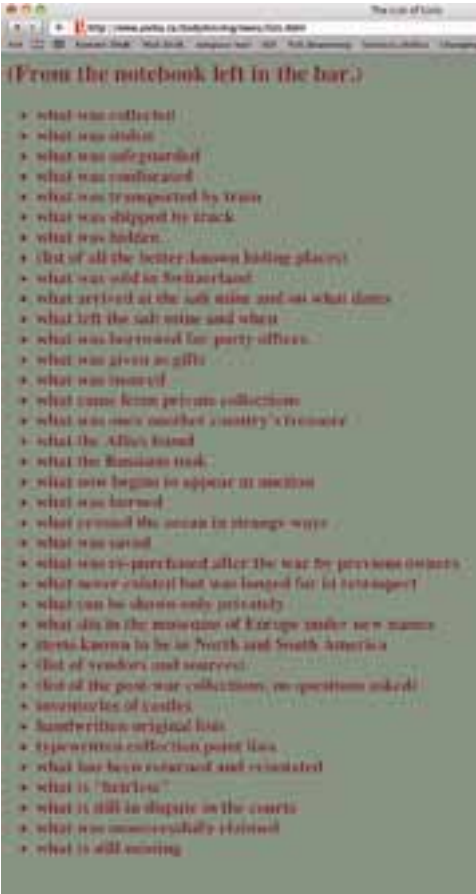 The List of Lists
(From the notebook left in the bar.)
• what was collected
• what was stolen
• what was safeguarded
• what was confiscated
• what was transported by train
• what was shipped by truck
• what was hidden
• (list of all the better-known hiding places)
• what was sold in Switzerland
• what arrived at the salt mine and on what dates
• what left the salt mine and when
• what was borrowed for party offices
• what was given as gifts
• what was insured
• what came from private collections
• what was once another country's treasure
• what the Allies found
• what the Russians took
• what now begins to appear at auction
• what was burned
• what crossed the ocean in strange ways
• what was saved
• what was re-purchased after the war by previous owners
• what never existed but was longed for in retrospect
• what can be shown only privately
• what sits in the museums of Europe under new names
• items known to be in North and South America
• (list of vendors and sources)
• (list of the post-war collections, no questions asked)
• inventories of castles
• handwritten original lists
• typewritten collection point lists
• what has been returned and reinstated
• what is "heirless"
• what is still in dispute in the courts
• what was unsuccessfully claimed
• what is still missing